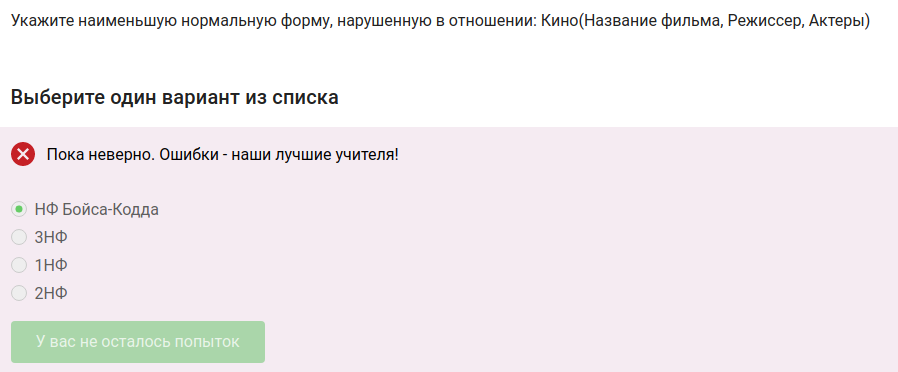 Укажите наименьшую нормальную форму, нарушенную в отношении: Кино(Название фильма, Режиссер, Актеры)
Выберите один вариант из списка
Пока неверно. Ошибки - наши лучшие учителя!
НФ Бойса-Кодда
3НФ
1НФ
2НФ
У вас не осталось попыток